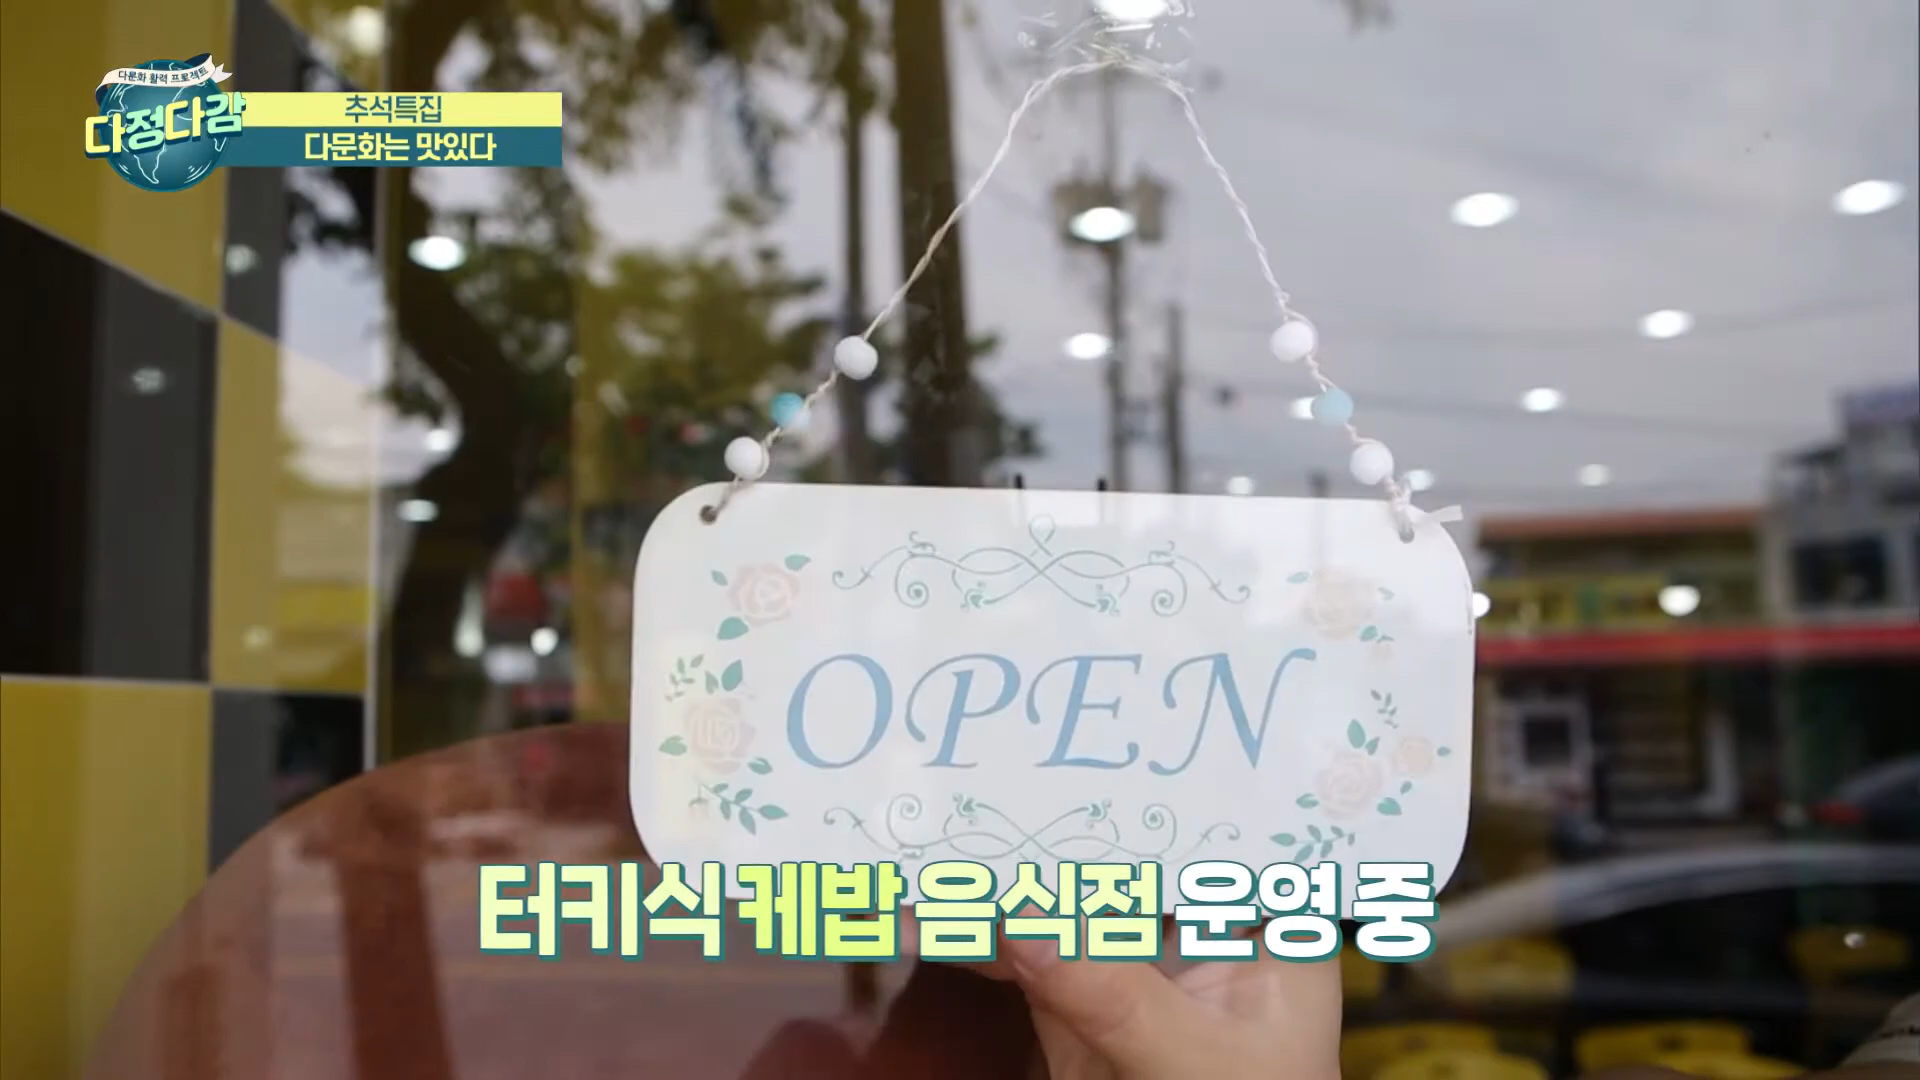 다문화 활력 프로젝트
다정다감
추석특집
다문화는 맛있다
OPEN
터키식 케밥 음식점 운영 중